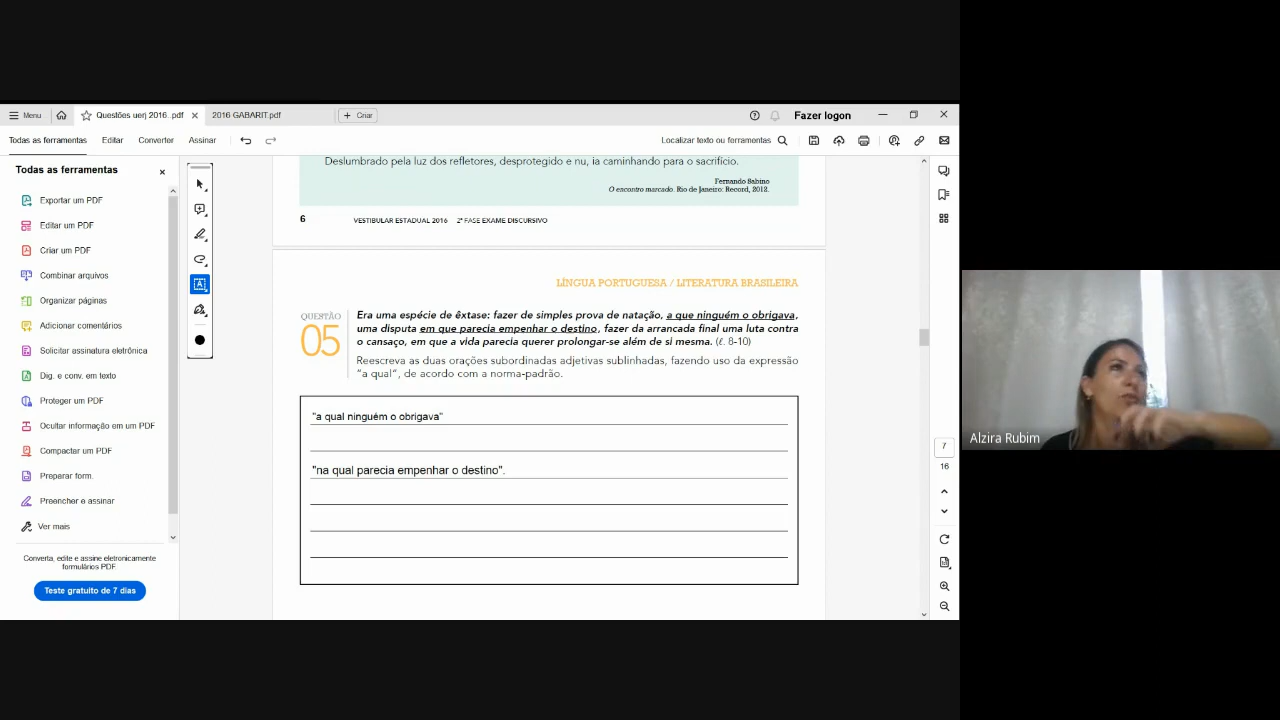 Menu
Questões uerj 2016..pdf
2016 GABARIT.pdf
Criar
Fazer logon
Todas as ferramentas
Editar
Converter
Assinar
Localizar texto ou ferramentas
Todas as ferramentas
Exportar um PDF
Editar um PDF
Criar um PDF
Combinar arquivos
Organizar páginas
Adicionar comentários
Solicitar assinatura eletrônica
Dig. e conv. em texto
Proteger um PDF
Ocultar informação em um PDF
Compactar um PDF
Preparar form.
Preencher e assinar
Ver mais
Converta, edite e assine eletronicamente
formulários PDF
Teste gratuito de 7 dias
Deslumbrado pela luz dos refletores, desprotegido e nu, ia caminhando para o sacrifício.
Fernando Sabino
O encontro marcado. Rio de Janeiro: Record, 2012.
6 VESTIBULAR ESTADUAL 2016 2ª FASE EXAME DISCURSIVO
LÍNGUA PORTUGUESA / LITERATURA BRASILEIRA
QUESTÃO
05
Era uma espécie de êxtase: fazer de simples prova de natação, a que ninguém o obrigava,
uma disputa em que parecia empenhar o destino, fazer da arrancada final uma luta contra
o cansaço, em que a vida parecia querer prolongar-se além de si mesma. (ℓ. 8-10)
Reescreva as duas orações subordinadas adjetivas sublinhadas, fazendo uso da expressão
"a qual", de acordo com a norma-padrão.
"a qual ninguém o obrigava"
"na qual parecia empenhar o destino".
7
16
Alzira Rubim